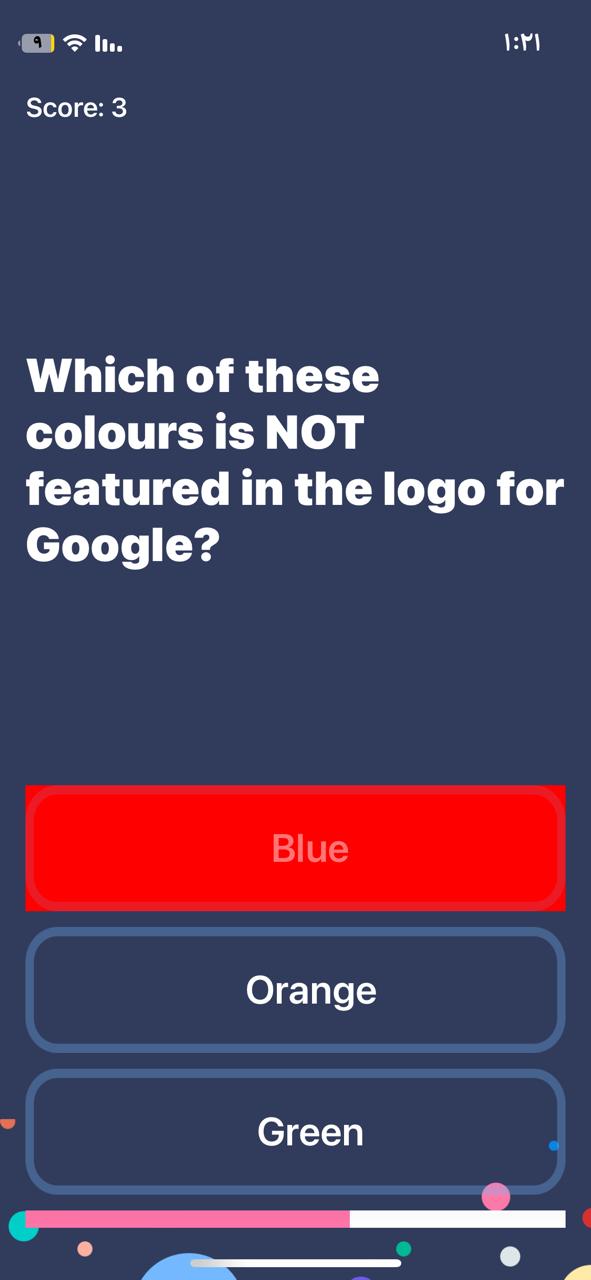 ٩ ١:٢١
Score: 3
Which of these
colours is NOT
featured in the logo for
Google?
Blue
Orange
Green